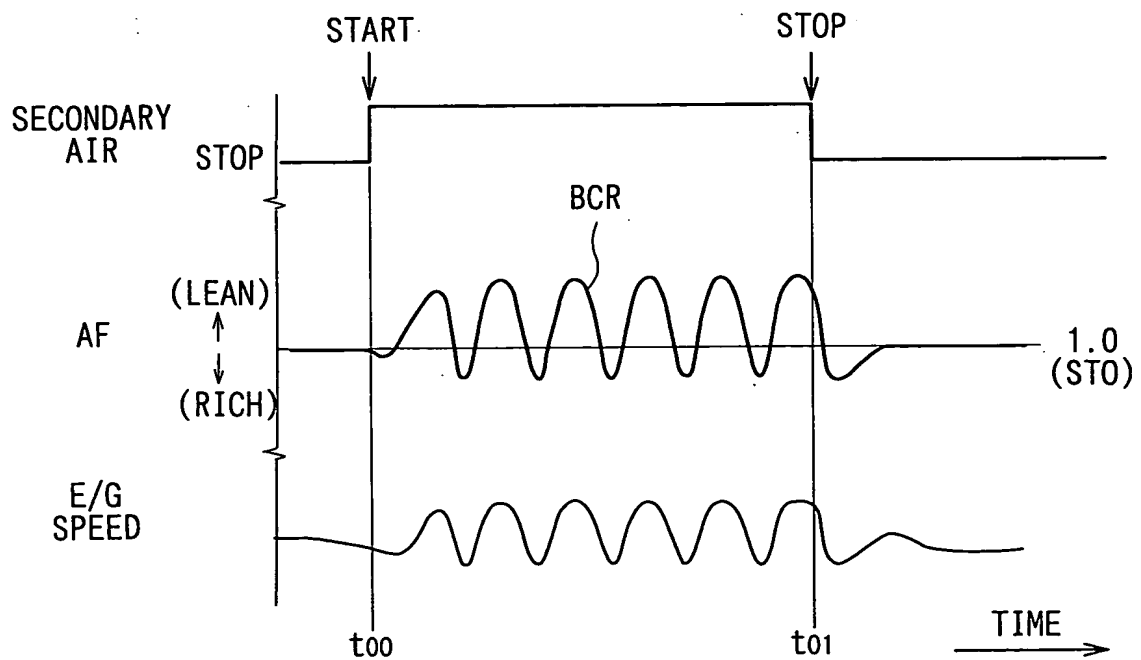 START
STOP
SECONDARY
AIR
STOP
BCR
(LEAN)
AF
(RICH)
1.0
(STO)
E/G
SPEED
t00
t01
TIME